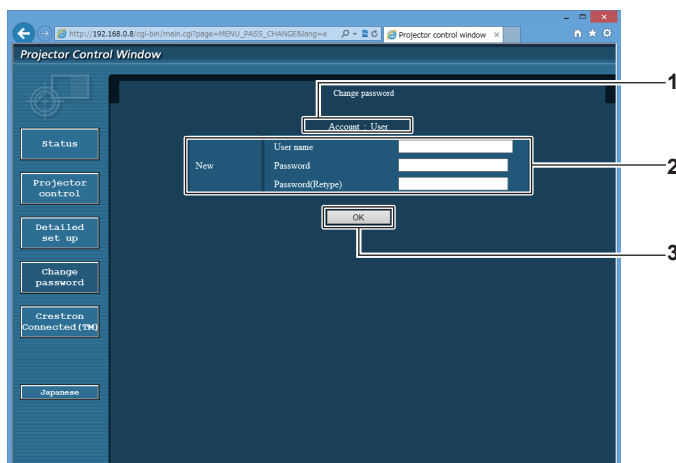 http://192.168.0.8/cgi-bin/main.cgi?page=MENU_PASS_CHANGE&lang=e
Projector control window
Projector Control Window
Change password
1
Account : User
Status
New
User name
Password
Password(Retype)
2
Projector
control
OK
Detailed
set up
3
Change
password
Crestron
Connected(TM)
Japanese